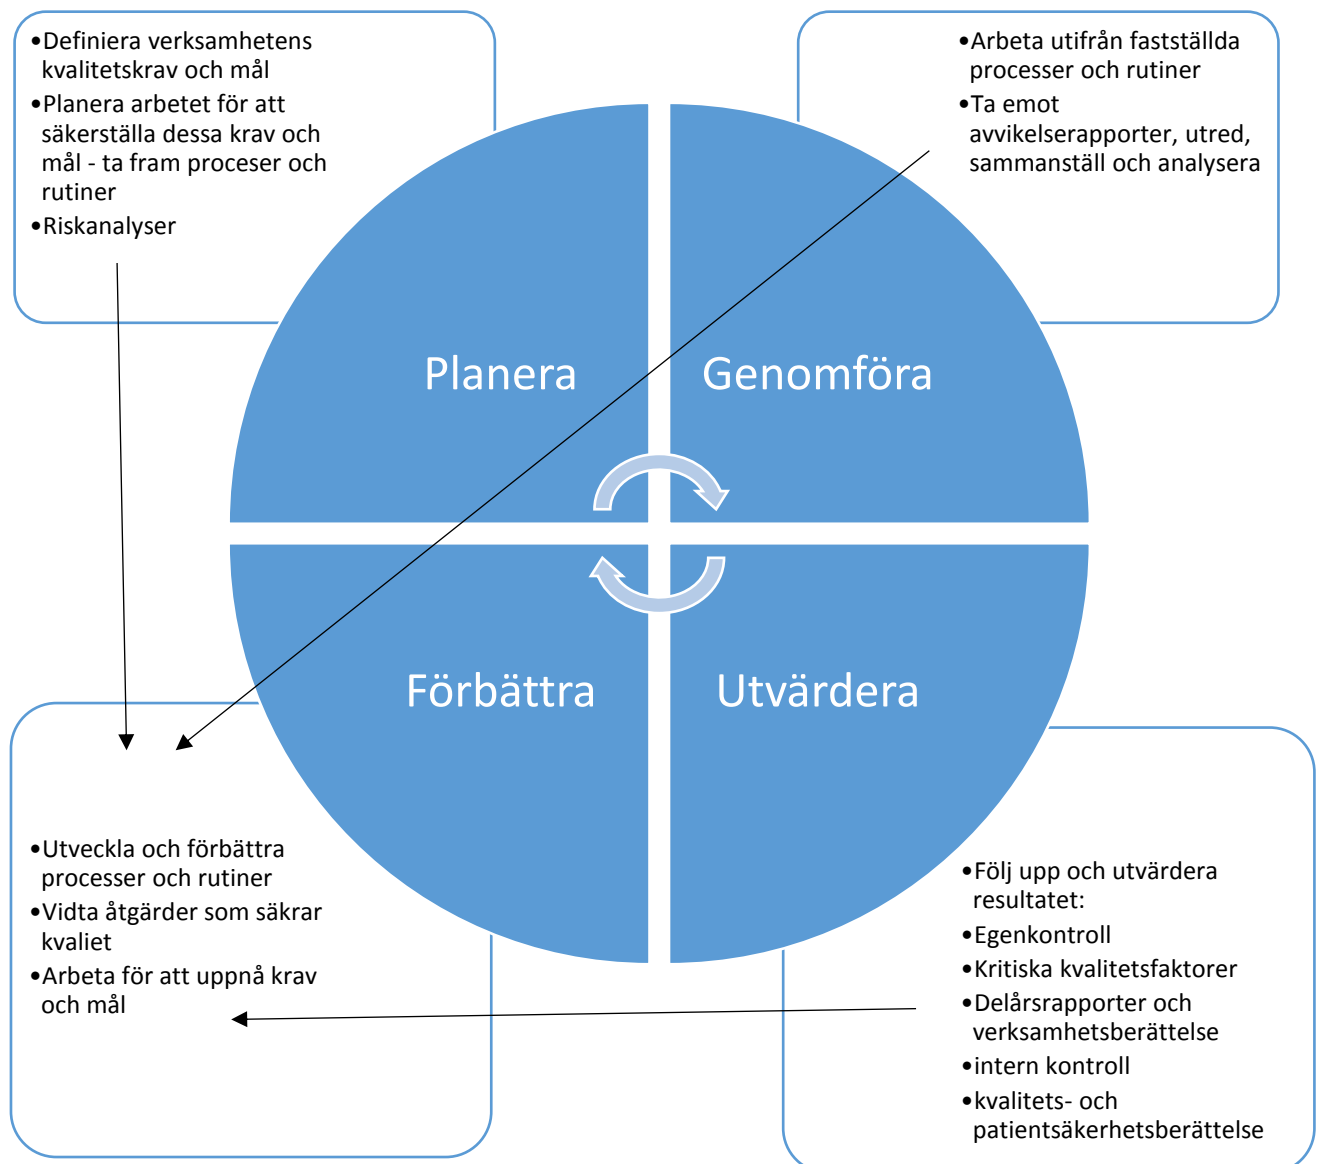 •Definiera verksamhetens
kvalitetskrav och mål
•Planera arbetet för att
säkerställa dessa krav och
mål - ta fram proceser och
rutiner
•Riskanalyser
•Arbeta utifrån fastställda
processer och rutiner
•Ta emot
avvikelserapporter, utred,
sammanställ och analysera
Planera
Genomföra
Förbättra
Utvärdera
•Utveckla och förbättra
processer och rutiner
•Vidta åtgärder som säkrar
kvaliet
•Arbeta för att uppnå krav
och mål
•Följ upp och utvärdera
resultatet:
•Egenkontroll
•Kritiska kvalitetsfaktorer
•Delårsrapporter och
verksamhetsberättelse
•intern kontroll
•kvalitets- och
patientsäkerhetsberättelse